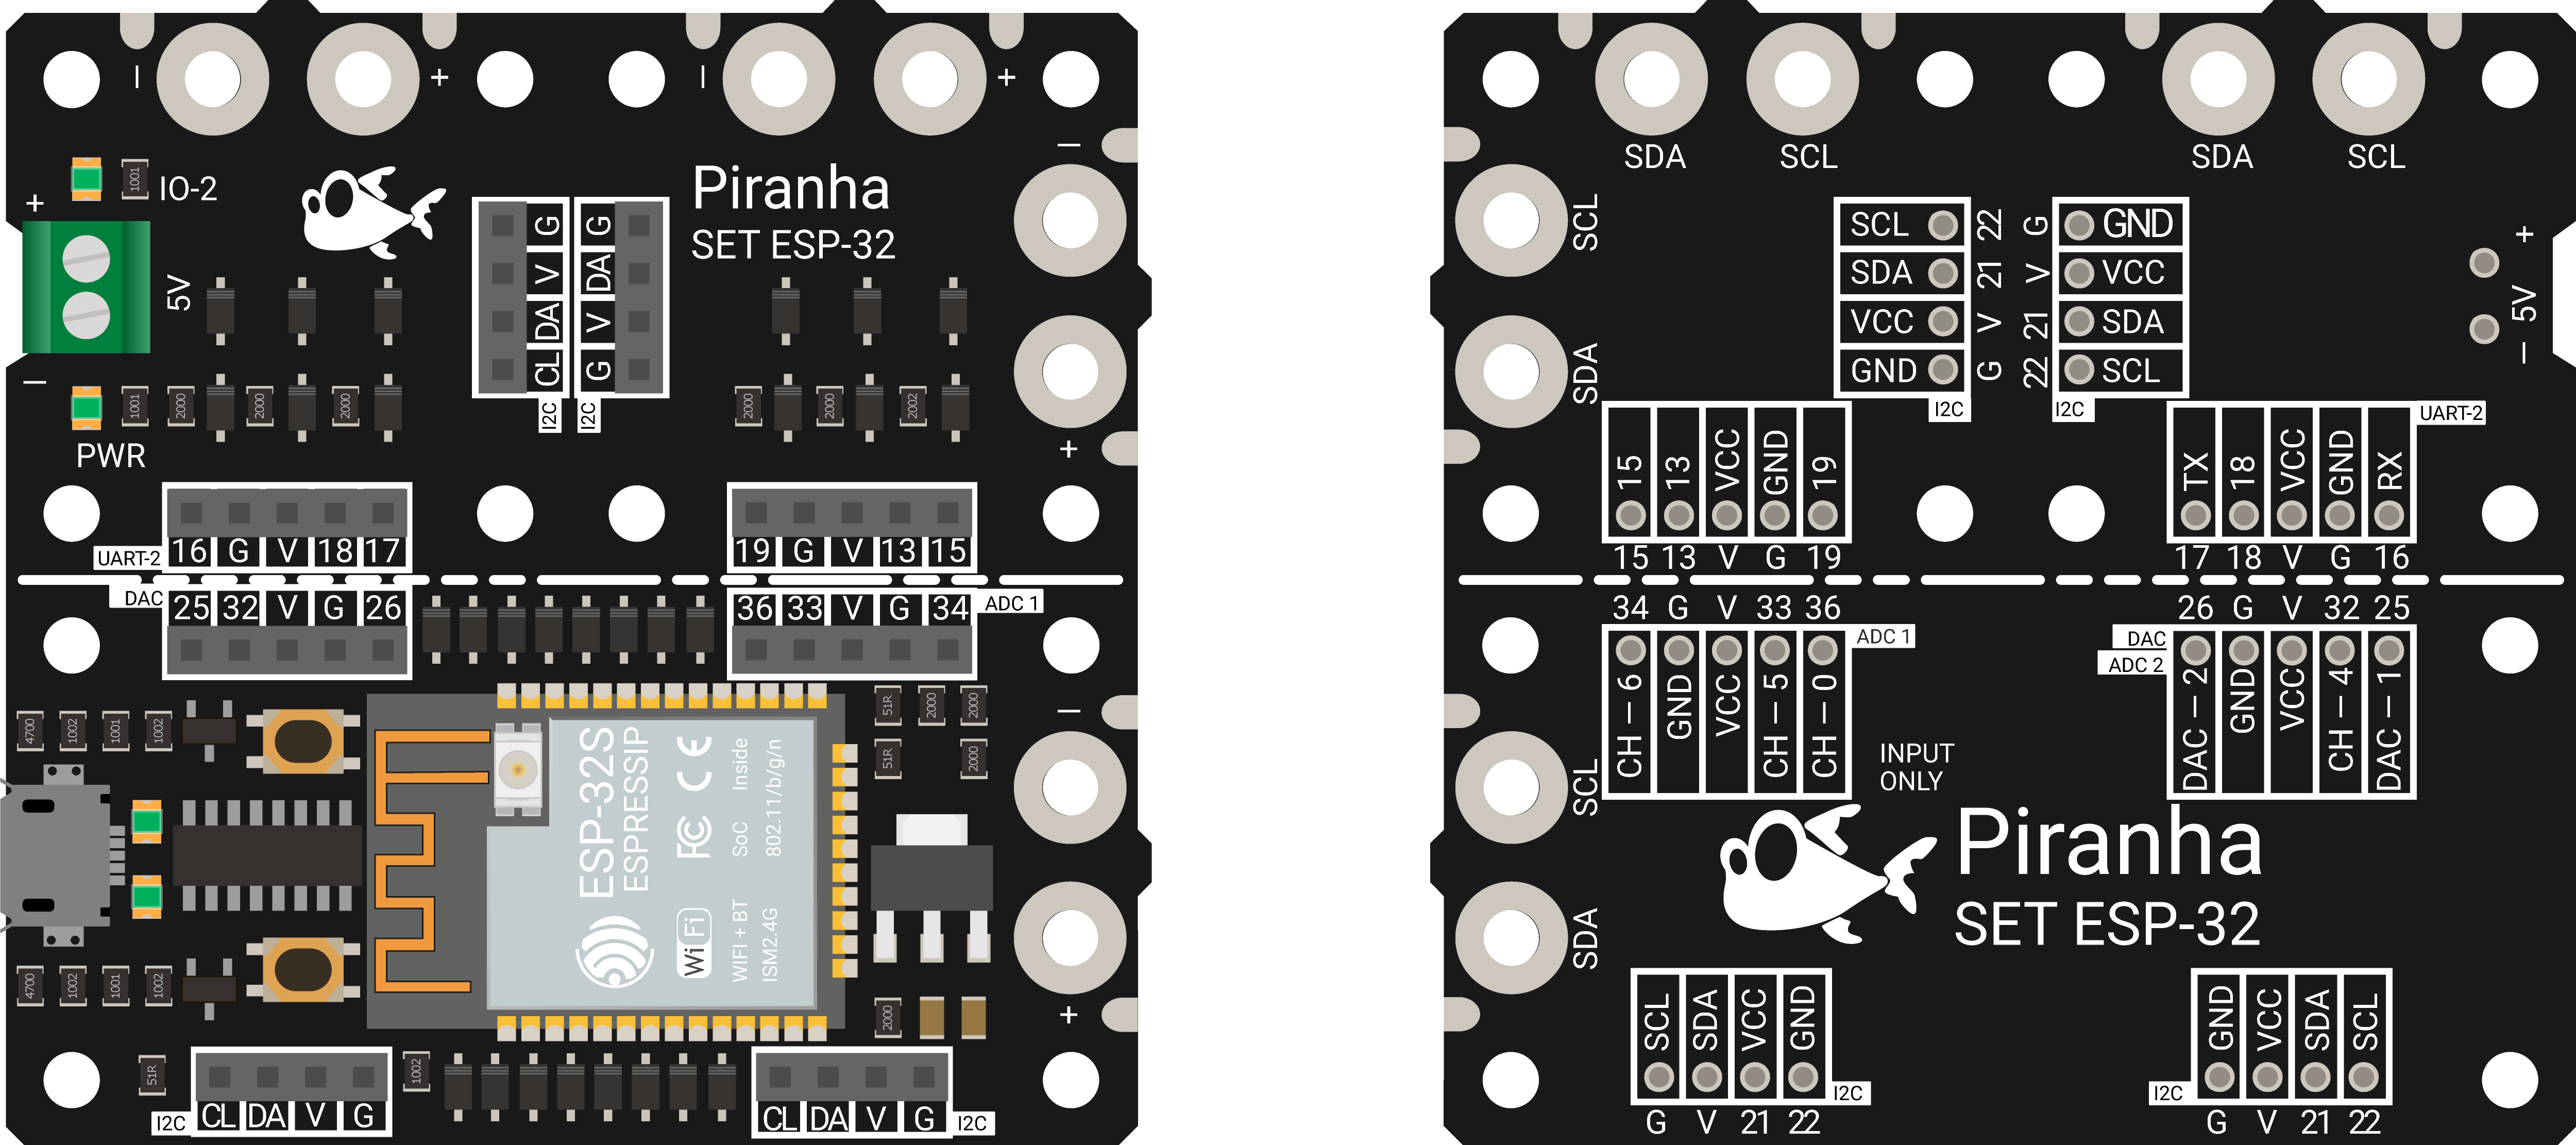 − + − +
IO-2
1001
+
5V
−
PWR
1001 2000 2000 2000
G V DA CL
I2C
G DA V G
I2C
Piranha
SET ESP-32
2000 2000 2002
−
+
UART-2 16 G V 18 17
19 G V 13 15
DAC 25 32 V G 26
36 33 V G 34 ADC 1
4700 1002 1001 1002
ESP-32S
ESPRESSIP
CE
FC
Wi Fi
SoC Inside
802.11/b/g/n
WIFI + BT
ISM2.4G
51R 2000 2000
51R 2000
−
+
2000
4700 1002 1001 1002
51R
1002
I2C CL DA V G
CL DA V G I2C
SDA SCL SDA SCL
SCL
SDA
SCL 22
SDA 21
VCC V
GND G
I2C
G GND
V VCC
21 SDA
22 SCL
I2C
+
5V
−
15 13 VCC GND 19
15 13 V G 19
UART-2
TX 18 VCC GND RX
17 18 V G 16
34 G V 33 36
ADC 1
CH – 6 GND VCC CH – 5 CH – 0
INPUT
ONLY
26 G V 32 25
DAC
ADC 2
DAC – 2 GND VCC CH – 4 DAC – 1
SCL
SDA
Piranha
SET ESP-32
SCL SDA VCC GND
I2C
G V 21 22
GND VCC SDA SCL
I2C
G V 21 22